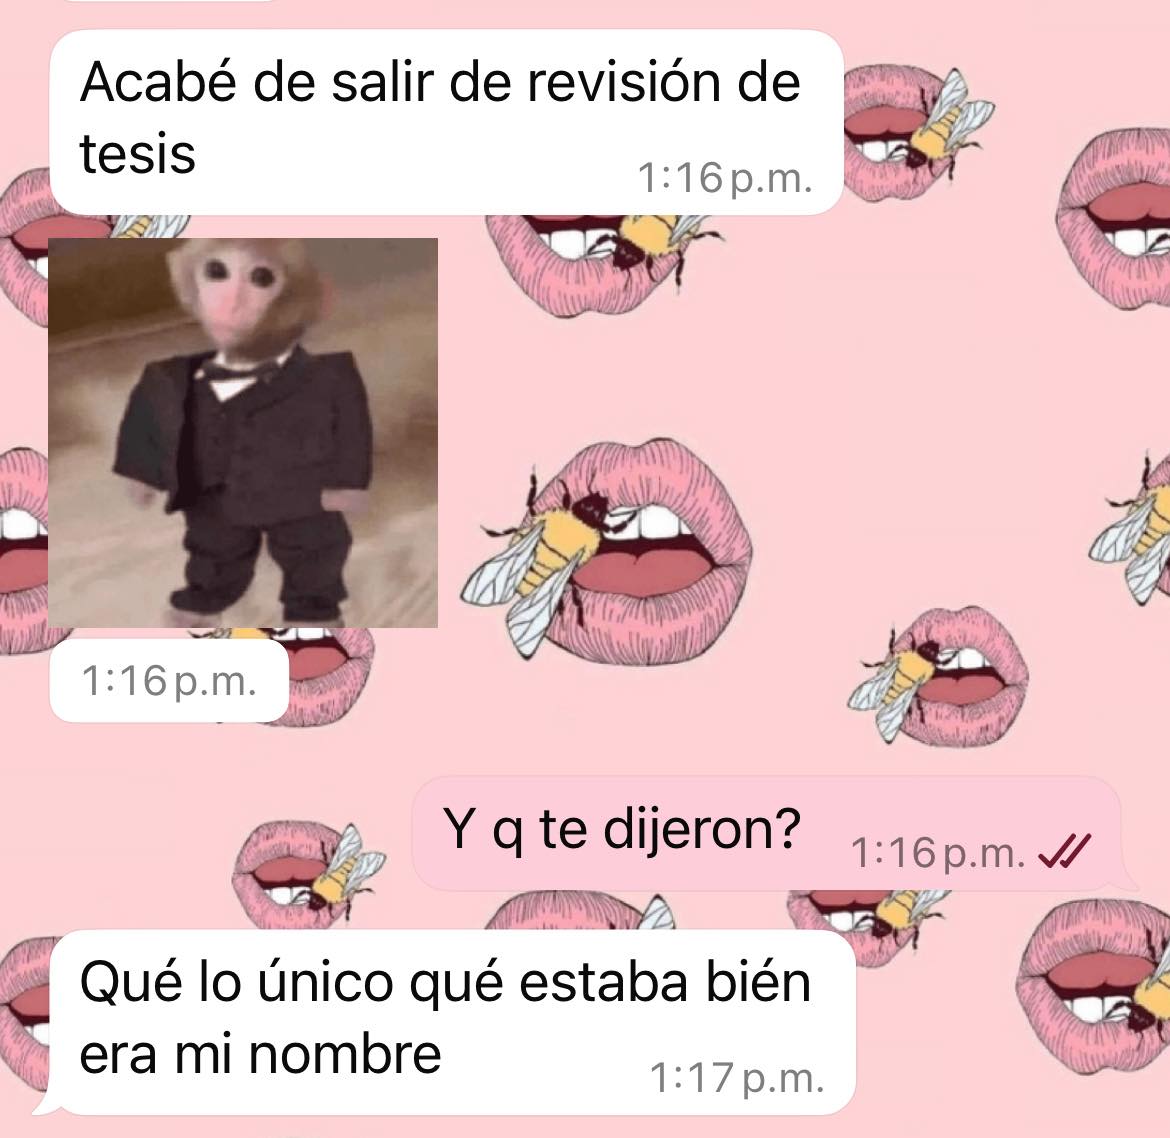 Acabé de salir de revisión de
tesis
1:16 p.m.
1:16 p.m.
Y q te dijeron?
1:16 p.m.
Qué lo único qué estaba bién
era mi nombre
1:17 p.m.